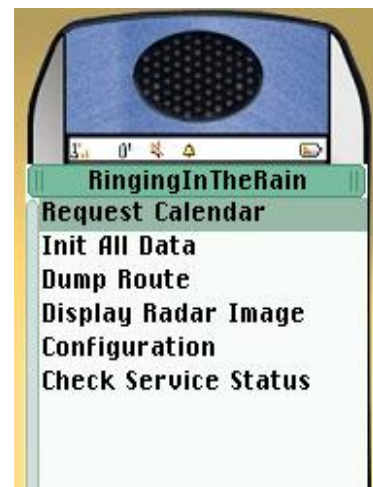 RingingInTheRain
Request Calendar
Init All Data
Dump Route
Display Radar Image
Configuration
Check Service Status